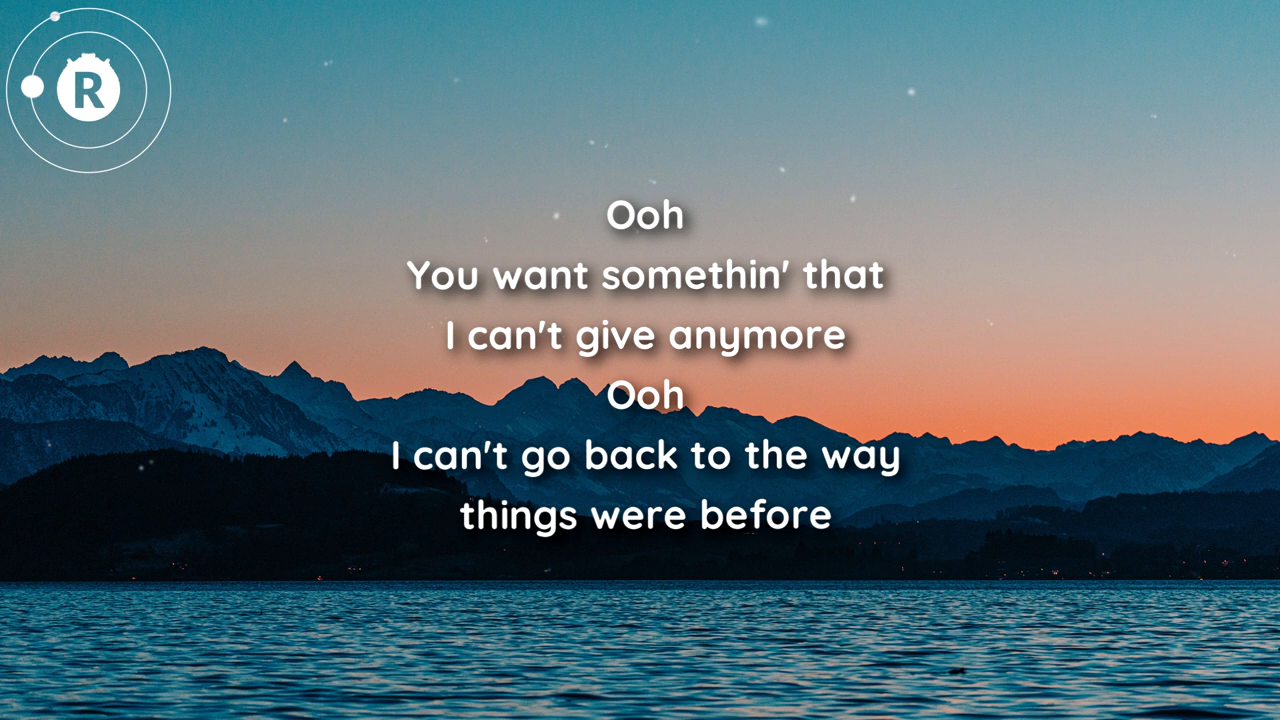 R
Ooh
You want somethin' that
I can't give anymore
Ooh
I can't go back to the way
things were before